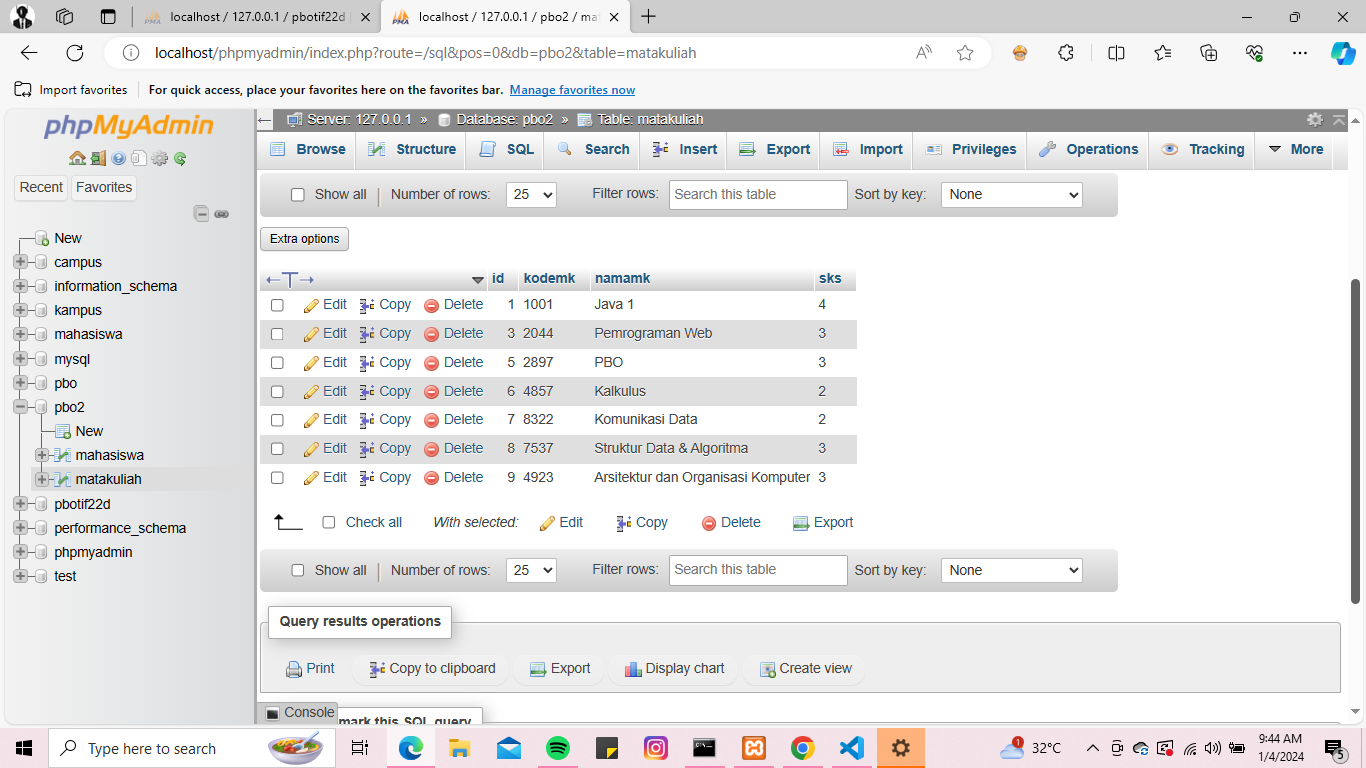 localhost / 127.0.0.1 / pbotif22d
localhost / 127.0.0.1 / pbo2 / mat
localhost/phpmyadmin/index.php?route=/sql&pos=0&db=pbo2&table=matakuliah
Import favorites
For quick access, place your favorites here on the favorites bar. Manage favorites now
phpMyAdmin
Recent Favorites
New
campus
information_schema
kampus
mahasiswa
mysql
pbo
pbo2
New
mahasiswa
matakuliah
pbotif22d
performance_schema
phpmyadmin
test
Server: 127.0.0.1 » Database: pbo2 » Table: matakuliah
Browse Structure SQL Search Insert Export Import Privileges Operations Tracking More
Show all Number of rows: 25 Filter rows: Search this table Sort by key: None
Extra options
id kodemk namamk sks
Edit Copy Delete 1 1001 Java 1 4
Edit Copy Delete 3 2044 Pemrograman Web 3
Edit Copy Delete 5 2897 PBO 3
Edit Copy Delete 6 4857 Kalkulus 2
Edit Copy Delete 7 8322 Komunikasi Data 2
Edit Copy Delete 8 7537 Struktur Data & Algoritma 3
Edit Copy Delete 9 4923 Arsitektur dan Organisasi Komputer 3
Check all With selected: Edit Copy Delete Export
Show all Number of rows: 25 Filter rows: Search this table Sort by key: None
Query results operations
Print Copy to clipboard Export Display chart Create view
Console
mark this SQL query
Type here to search
1
32°C
9:44 AM
1/4/2024
5